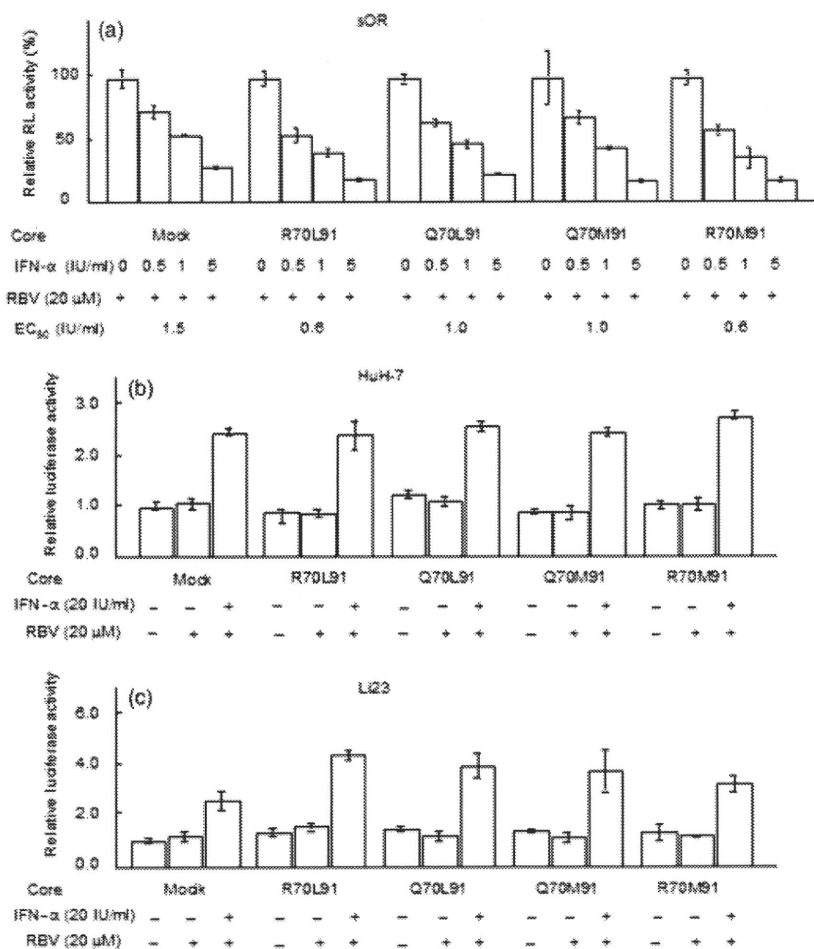 (a)
sOR
Relative RL activity (%)
100
50
0
Core Mock R70L91 Q70L91 Q70M91 R70M91
IFN-α (IU/ml) 0 0.5 1 5 0 0.5 1 5 0 0.5 1 5 0 0.5 1 5 0 0.5 1 5
RBV (20 µM) + + + + + + + + + + + + + + + + + + + +
EC50 (IU/ml) 1.5 0.6 1.0 1.0 0.6
(b)
HuH-7
Relative luciferase activity
3.0
2.0
1.0
0.0
Core Mock R70L91 Q70L91 Q70M91 R70M91
IFN-α (20 IU/ml) – – + – – + – – + – – + – – +
RBV (20 µM) – + + – + + – + + – + + – + +
(c)
Li23
Relative luciferase activity
6.0
4.0
2.0
0.0
Core Mock R70L91 Q70L91 Q70M91 R70M91
IFN-α (20 IU/ml) – – + – – + – – + – – + – – +
RBV (20 µM) – + + – + + – + + – + + – + +